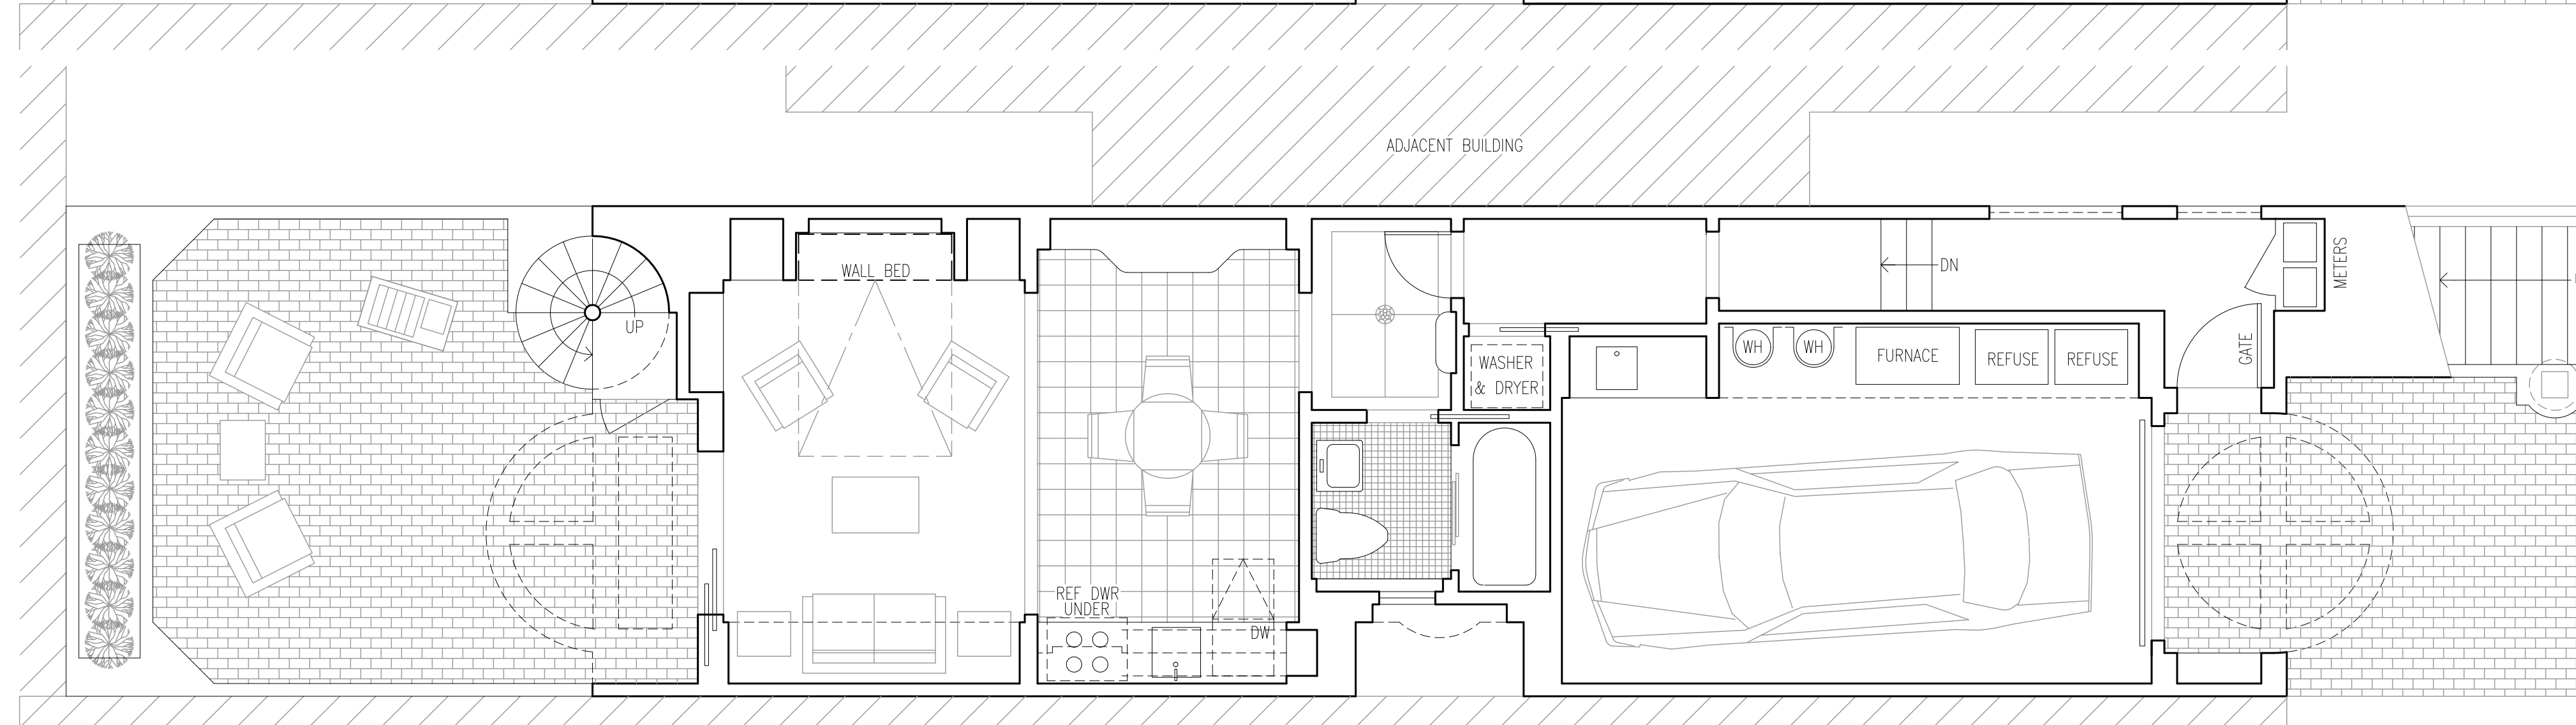 ADJACENT BUILDING
WALL BED
UP
DN
METERS
GATE
WH
WH
FURNACE
REFUSE
REFUSE
WASHER
& DRYER
REF DWR
UNDER
DW